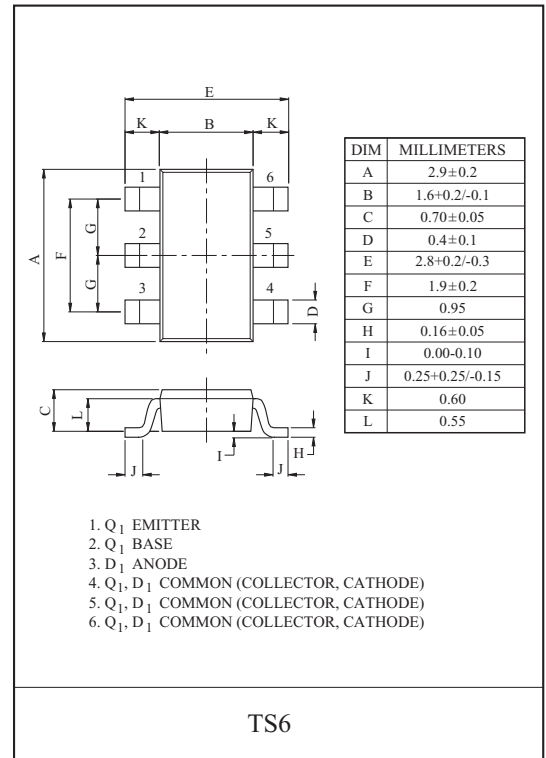 E
K B K
1 6
G
2 5
A F
G
3 4
D
C L
I H
J J
DIM MILLIMETERS
A 2.9±0.2
B 1.6+0.2/-0.1
C 0.70±0.05
D 0.4±0.1
E 2.8+0.2/-0.3
F 1.9±0.2
G 0.95
H 0.16±0.05
I 0.00-0.10
J 0.25+0.25/-0.15
K 0.60
L 0.55
1. Q1 EMITTER
2. Q1 BASE
3. D1 ANODE
4. Q1, D1 COMMON (COLLECTOR, CATHODE)
5. Q1, D1 COMMON (COLLECTOR, CATHODE)
6. Q1, D1 COMMON (COLLECTOR, CATHODE)
TS6